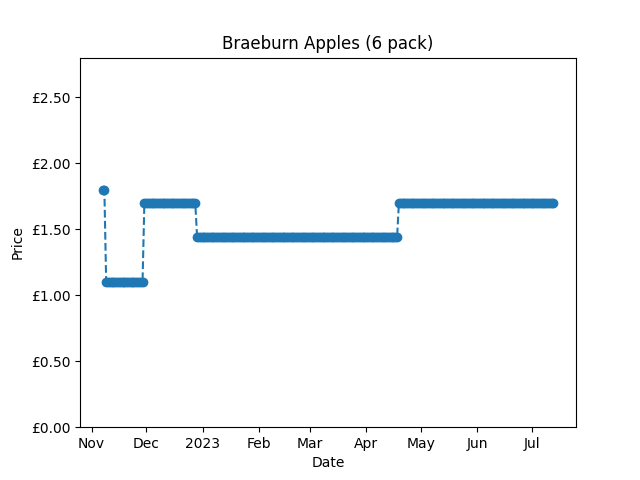 Braeburn Apples (6 pack)
£2.50
£2.00
£1.50
£1.00
£0.50
£0.00
Price
Nov Dec 2023 Feb Mar Apr May Jun Jul
Date